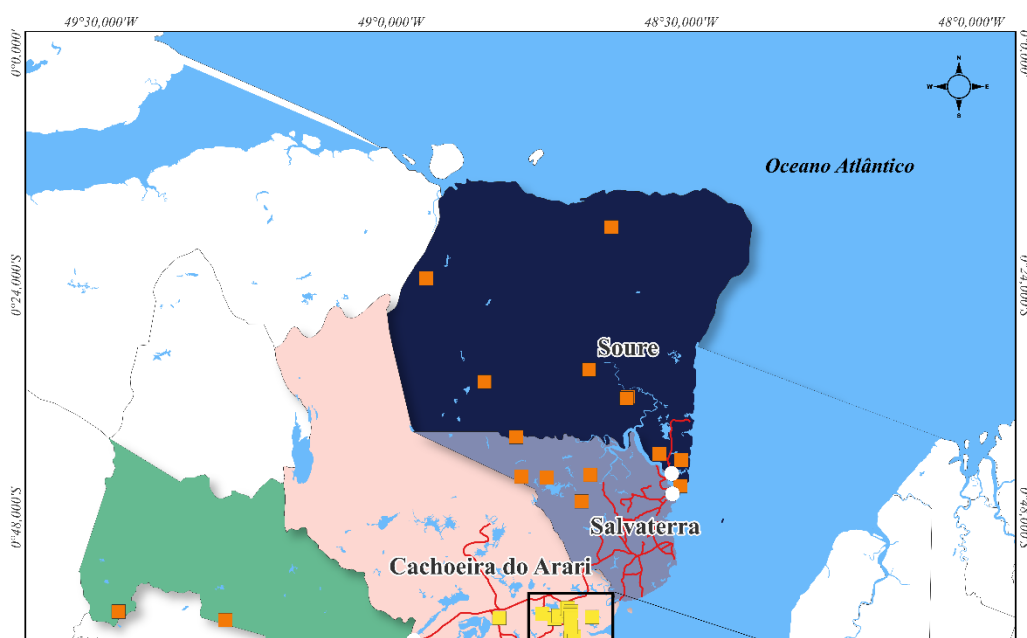 49°30,000'W 49°0,000'W 48°30,000'W 48°0,000'W
0°0,000' 0°0,000'
N
W E
S
Oceano Atlântico
0°24,000'S 0°24,000'S
Soure
0°48,000'S 0°48,000'S
Salvaterra
Cachoeira do Arari